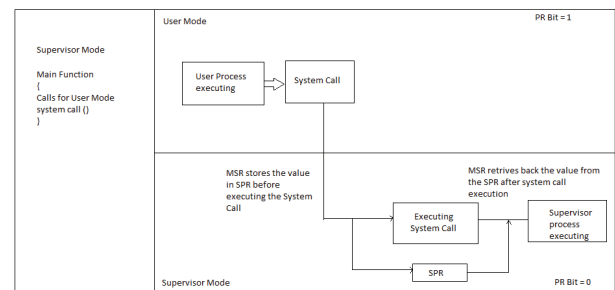 Supervisor Mode
Main Function
{
Calls for User Mode
system call ()
}
User Mode
PR Bit = 1
User Process
executing
System Call
MSR stores the value
in SPR before
executing the System
Call
MSR retrives back the value from
the SPR after system call
execution
Executing
System Call
Supervisor
process
executing
SPR
Supervisor Mode
PR Bit = 0